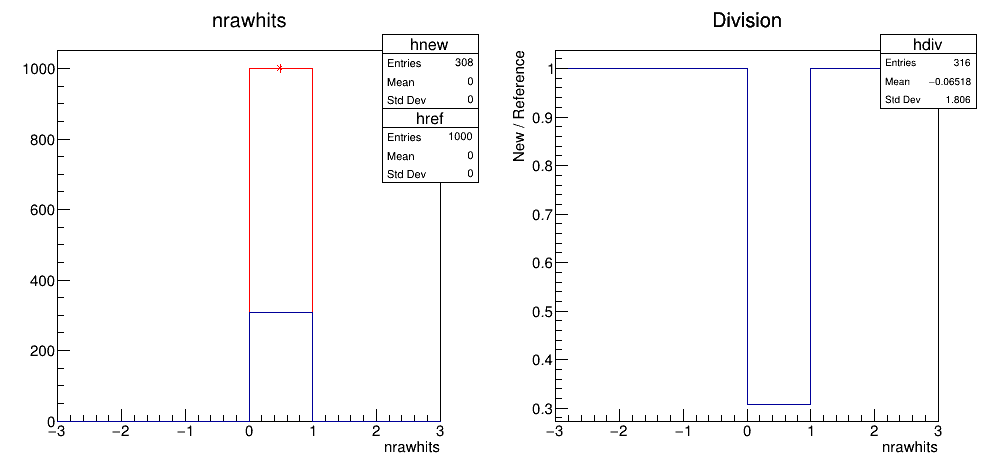 nrawhits
hnew
Entries 308
Mean 0
Std Dev 0
href
Entries 1000
Mean 0
Std Dev 0
1000
800
600
400
200
0
−3 −2 −1 0 1 2 3
nrawhits
Division
hdiv
Entries 316
Mean −0.06518
Std Dev 1.806
New / Reference
1
0.9
0.8
0.7
0.6
0.5
0.4
0.3
−3 −2 −1 0 1 2 3
nrawhits